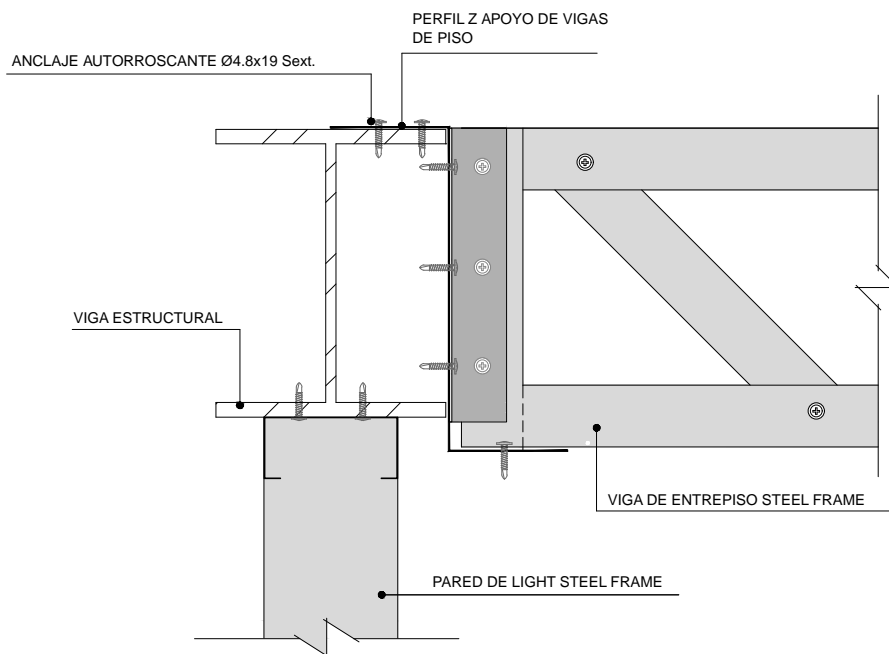 PERFIL Z APOYO DE VIGAS
DE PISO
ANCLAJE AUTORROSCANTE Ø4.8x19 Sext.
VIGA ESTRUCTURAL
VIGA DE ENTREPISO STEEL FRAME
PARED DE LIGHT STEEL FRAME